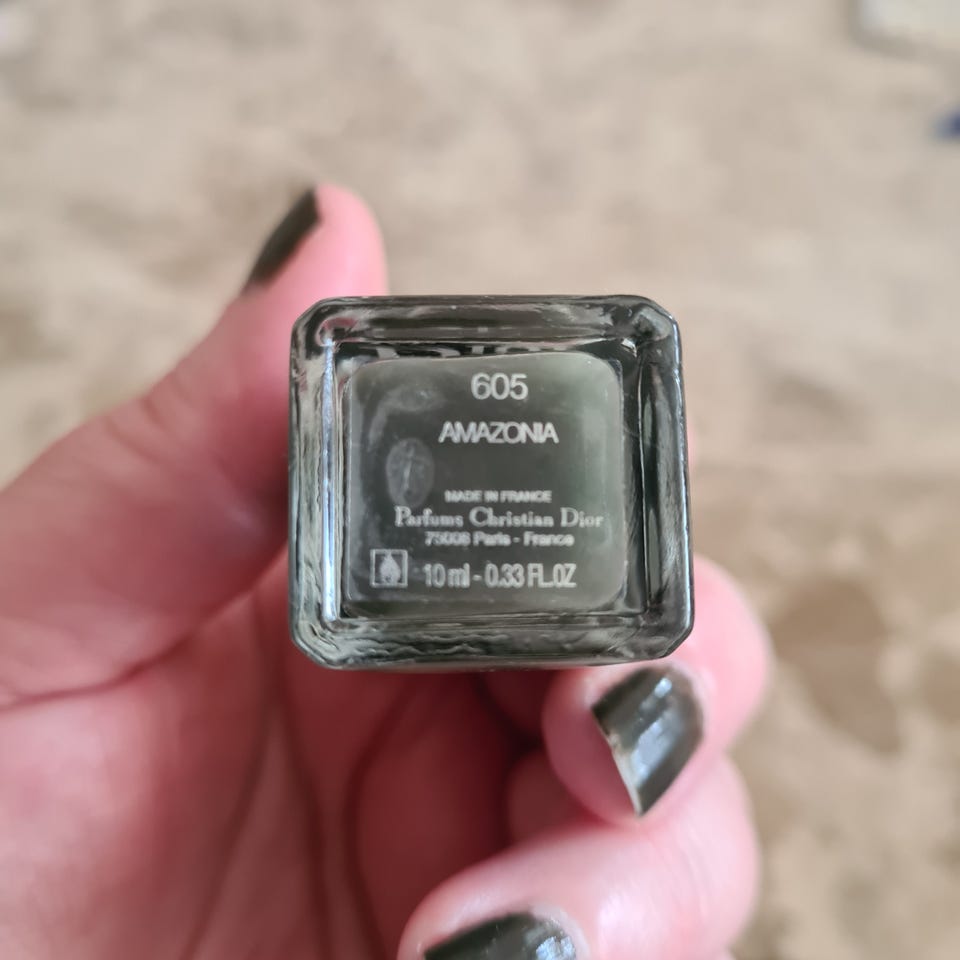 605
AMAZONIA
MADE IN FRANCE
Parfums Christian Dior
75008 Paris - France
10 ml - 0.33 FL.OZ